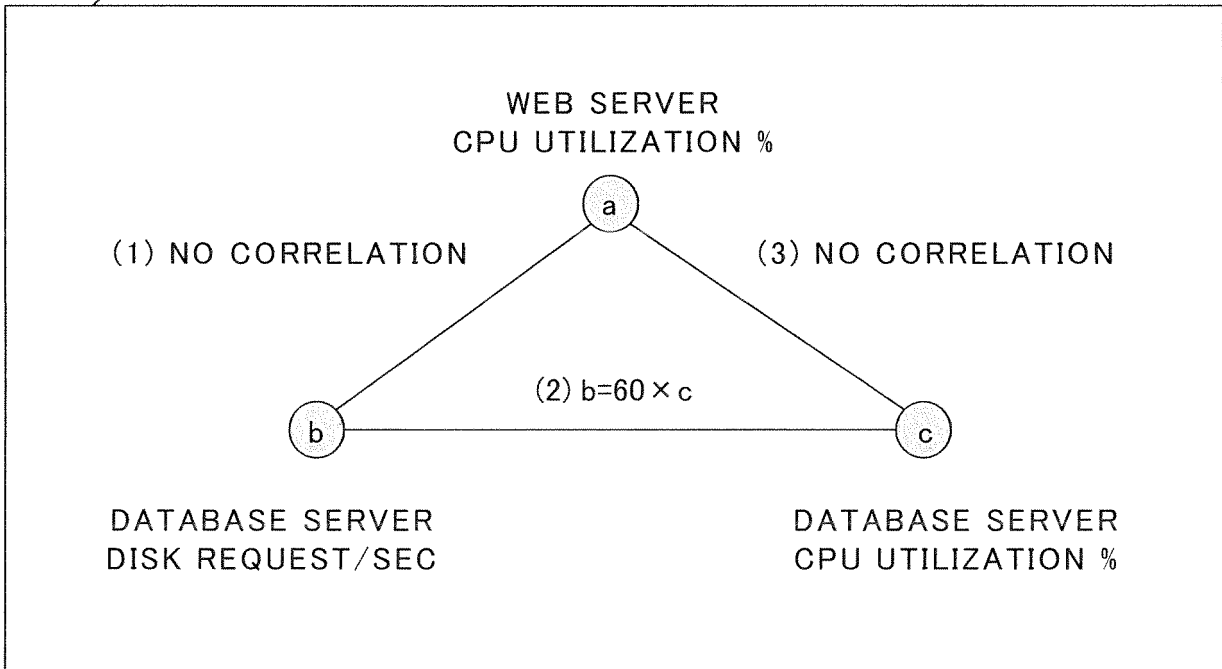 WEB SERVER
CPU UTILIZATION %
a
(1) NO CORRELATION
(3) NO CORRELATION
(2) b=60×c
b
c
DATABASE SERVER
DISK REQUEST/SEC
DATABASE SERVER
CPU UTILIZATION %